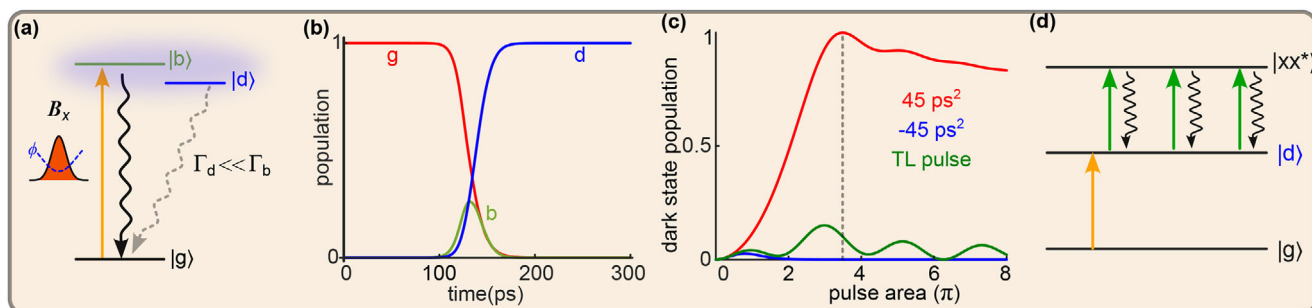 (a)
|b⟩
|d⟩
Bₓ
ϕ
Γ_d<<Γ_b
|g⟩
(b)
1
g
d
b
population
0
0
100
200
300
time(ps)
(c)
1
0.5
0
dark state population
45 ps²
-45 ps²
TL pulse
0
2
4
6
8
pulse area (π)
(d)
|xx*⟩
|d⟩
|g⟩